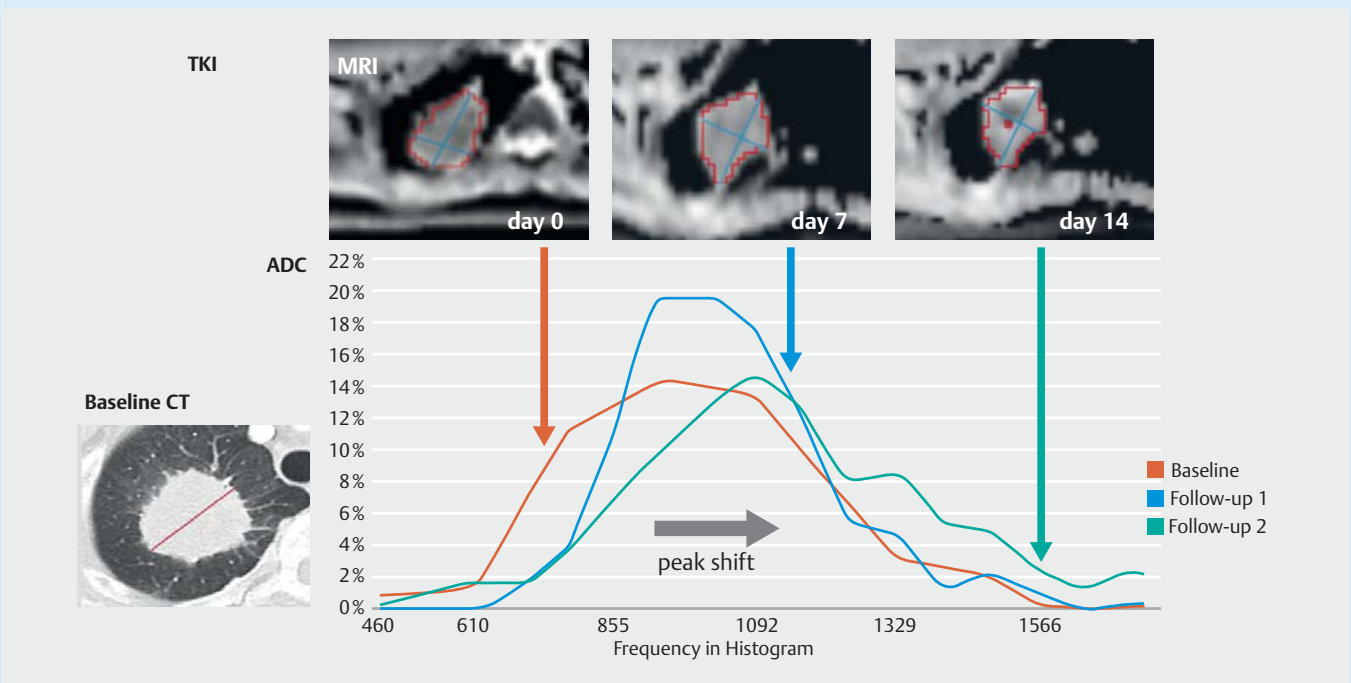 TKI
MRI
day 0
day 7
day 14
ADC
22%
20%
18%
16%
14%
12%
10%
8%
6%
4%
2%
0%
460 610 855 1092 1329 1566
Frequency in Histogram
peak shift
Baseline CT
Baseline
Follow-up 1
Follow-up 2